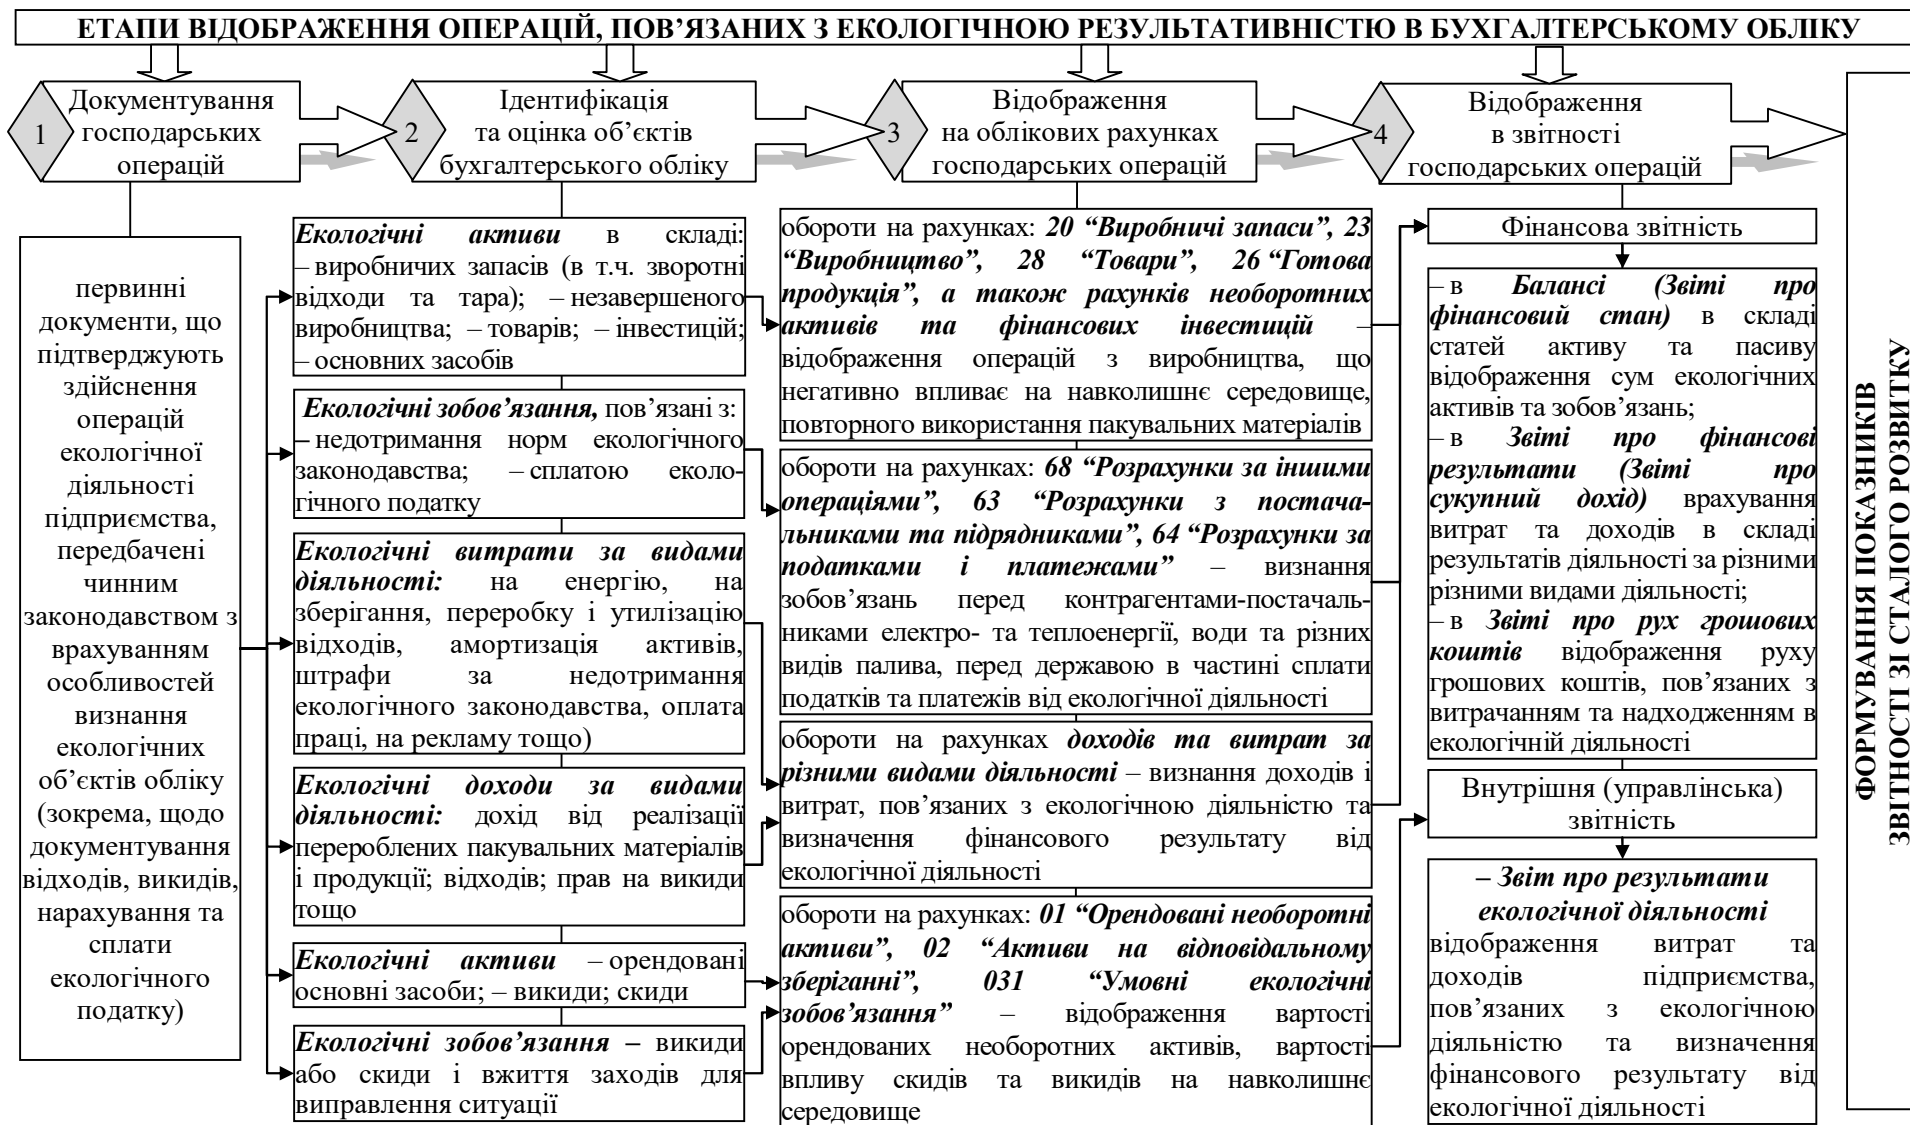 ЕТАПИ ВІДОБРАЖЕННЯ ОПЕРАЦІЙ, ПОВ’ЯЗАНИХ З ЕКОЛОГІЧНОЮ РЕЗУЛЬТАТИВНІСТЮ В БУХГАЛТЕРСЬКОМУ ОБЛІКУ
1
Документування
господарських
операцій
2
Ідентифікація
та оцінка об’єктів
бухгалтерського обліку
3
Відображення
на облікових рахунках
господарських операцій
4
Відображення
в звітності
господарських операцій
первинні
документи, що
підтверджують
здійснення
операцій
екологічної
діяльності
підприємства,
передбачені
чинним
законодавством з
врахуванням
особливостей
визнання
екологічних
об’єктів обліку
(зокрема, щодо
документування
відходів, викидів,
нарахування та
сплати
екологічного
податку)
Екологічні активи в складі:
– виробничих запасів (в т.ч. зворотні
відходи та тара); – незавершеного
виробництва; – товарів; – інвестицій;
– основних засобів
Екологічні зобов’язання, пов’язані з:
– недотримання норм екологічного
законодавства; – сплатою еколо-
гічного податку
Екологічні витрати за видами
діяльності: на енергію, на
зберігання, переробку і утилізацію
відходів, амортизація активів,
штрафи за недотримання
екологічного законодавства, оплата
праці, на рекламу тощо)
Екологічні доходи за видами
діяльності: дохід від реалізації
перероблених пакувальних матеріалів
і продукції; відходів; прав на викиди
тощо
Екологічні активи – орендовані
основні засоби; – викиди; скиди
Екологічні зобов’язання – викиди
або скиди і вжиття заходів для
виправлення ситуації
обороти на рахунках: 20 “Виробничі запаси”, 23
“Виробництво”, 28 “Товари”, 26 “Готова
продукція”, а також рахунків необоротних
активів та фінансових інвестицій –
відображення операцій з виробництва, що
негативно впливає на навколишнє середовище,
повторного використання пакувальних матеріалів
обороти на рахунках: 68 “Розрахунки за іншими
операціями”, 63 “Розрахунки з постача-
льниками та підрядниками”, 64 “Розрахунки за
податками і платежами” – визнання
зобов’язань перед контрагентами-постачаль-
никами електро- та теплоенергії, води та різних
видів палива, перед державою в частині сплати
податків та платежів від екологічної діяльності
обороти на рахунках доходів та витрат за
різними видами діяльності – визнання доходів і
витрат, пов’язаних з екологічною діяльністю та
визначення фінансового результату від
екологічної діяльності
обороти на рахунках: 01 “Орендовані необоротні
активи”, 02 “Активи на відповідальному
зберіганні”, 031 “Умовні екологічні
зобов’язання” – відображення вартості
орендованих необоротних активів, вартості
впливу скидів та викидів на навколишнє
середовище
Фінансова звітність
– в Балансі (Звіті про
фінансовий стан) в складі
статей активу та пасиву
відображення сум екологічних
активів та зобов’язань;
– в Звіті про фінансові
результати (Звіті про
сукупний дохід) врахування
витрат та доходів в складі
результатів діяльності за різними
різними видами діяльності;
– в Звіті про рух грошових
коштів відображення руху
грошових коштів, пов’язаних з
витрачанням та надходженням в
екологічній діяльності
Внутрішня (управлінська)
звітність
– Звіт про результати
екологічної діяльності
відображення витрат та
доходів підприємства,
пов’язаних з екологічною
діяльністю та визначення
фінансового результату від
екологічної діяльності
ФОРМУВАННЯ ПОКАЗНИКІВ
ЗВІТНОСТІ ЗІ СТАЛОГО РОЗВИТКУ